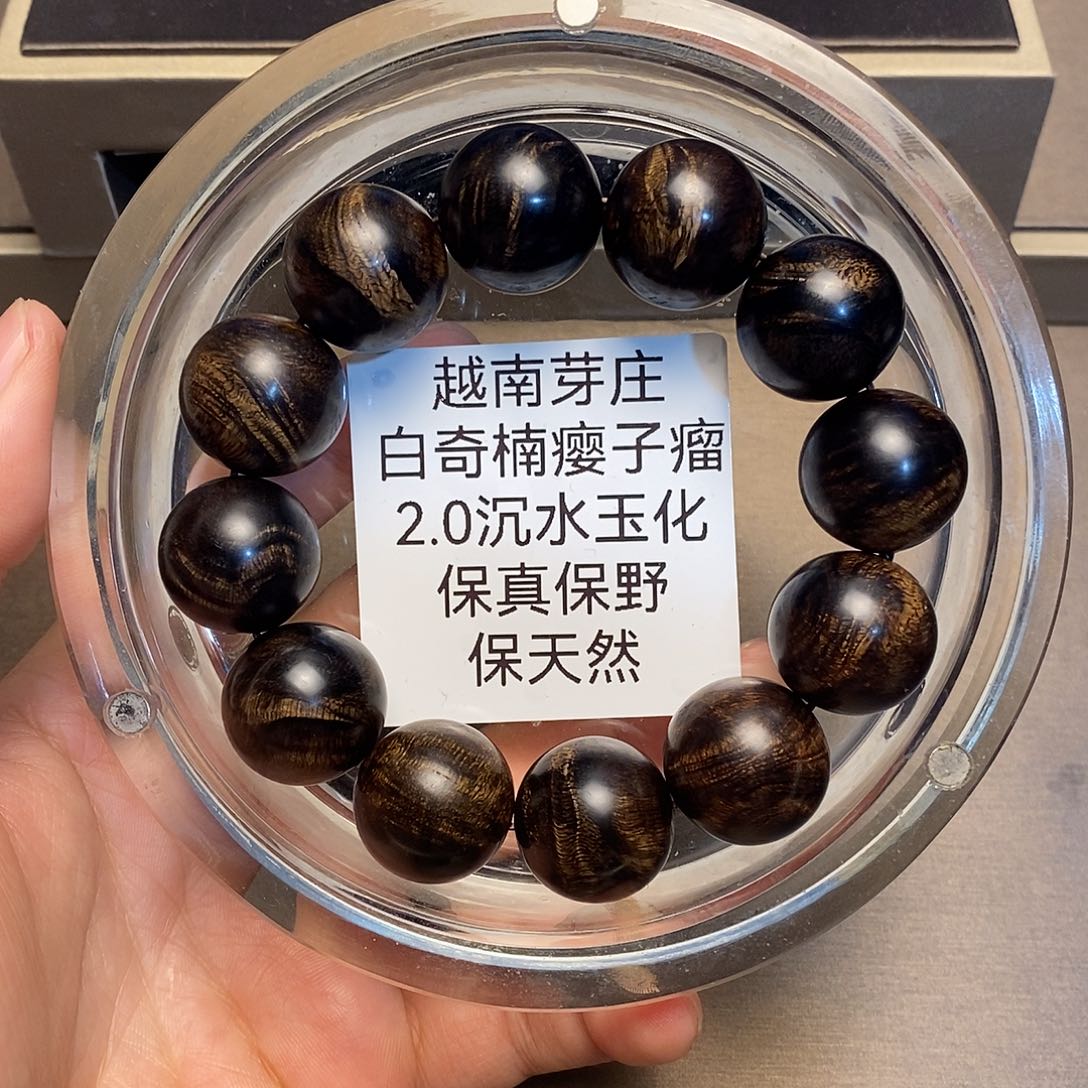 越南芽庄
白奇楠瘿子瘤
2.0沉水玉化
保真保野
保天然